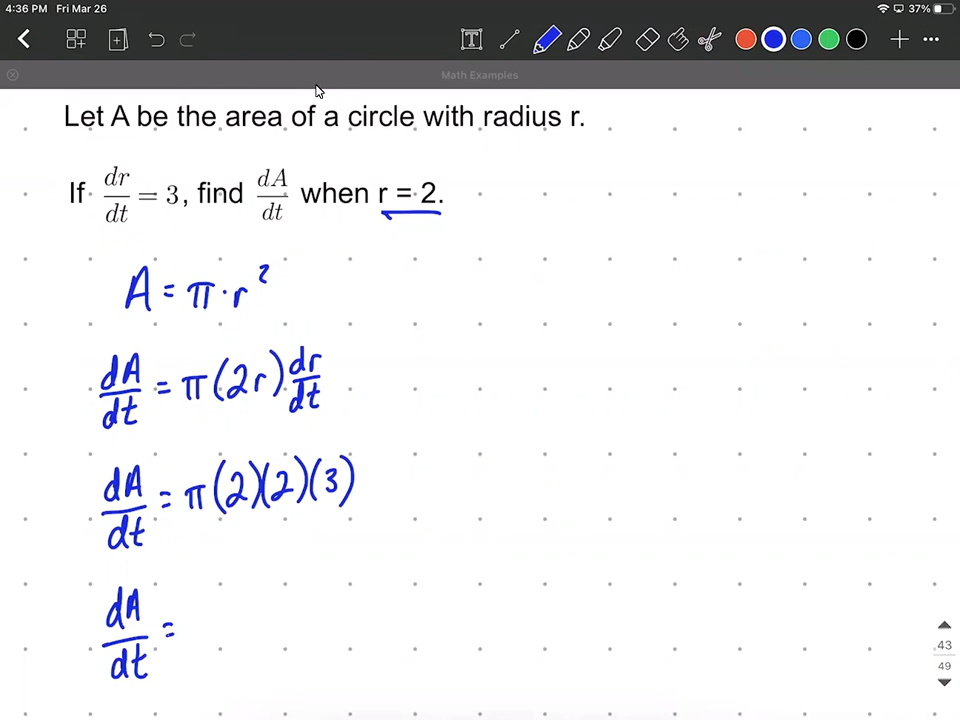 4:36 PM Fri Mar 26 37%
Math Examples
Let A be the area of a circle with radius r.
If dr/dt = 3, find dA/dt when r = 2.
A = π · r²
dA/dt = π(2r) dr/dt
dA/dt = π(2)(2)(3)
dA/dt =
43
49